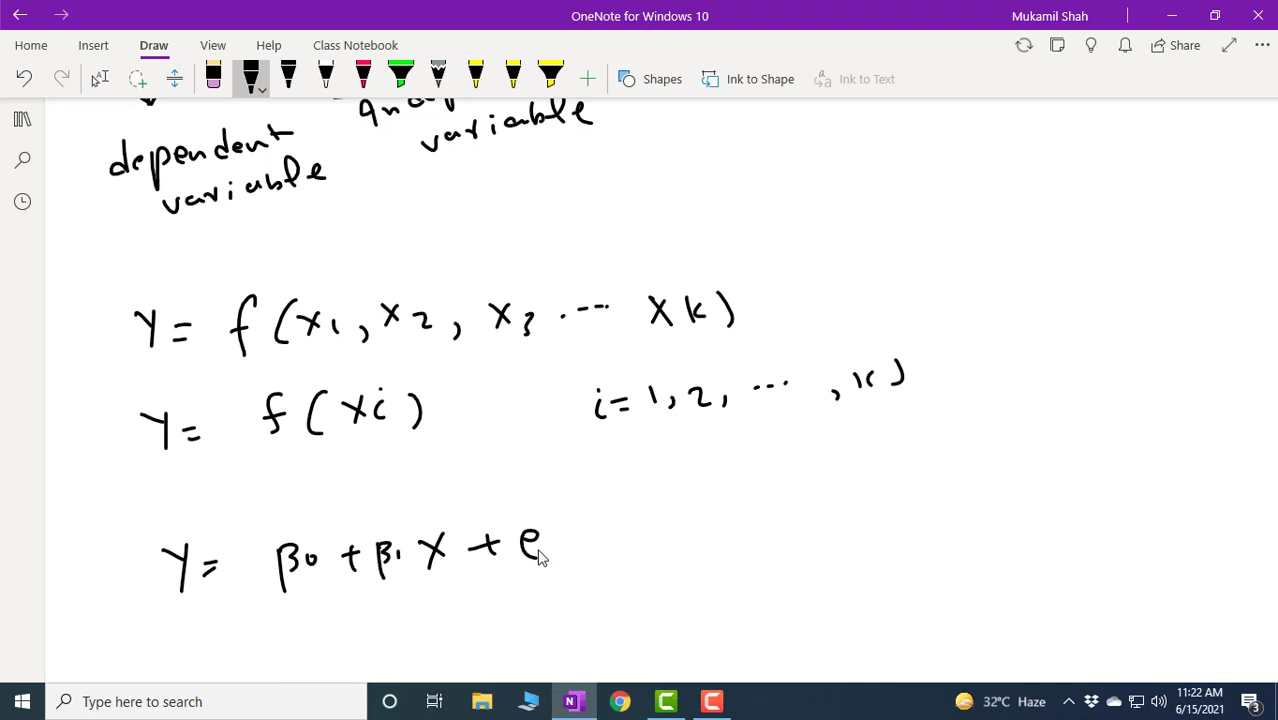 OneNote for Windows 10
Mukamil Shah
Home Insert Draw View Help Class Notebook
Share
Shapes Ink to Shape Ink to Text
variable
dependent
variable
Y = f(x1, x2, x3 .... Xk)
Y = f(Xi) i = 1, 2, ... , k)
Y = β0 + β1 X + e
Type here to search
32°C Haze
11:22 AM
6/15/2021
3